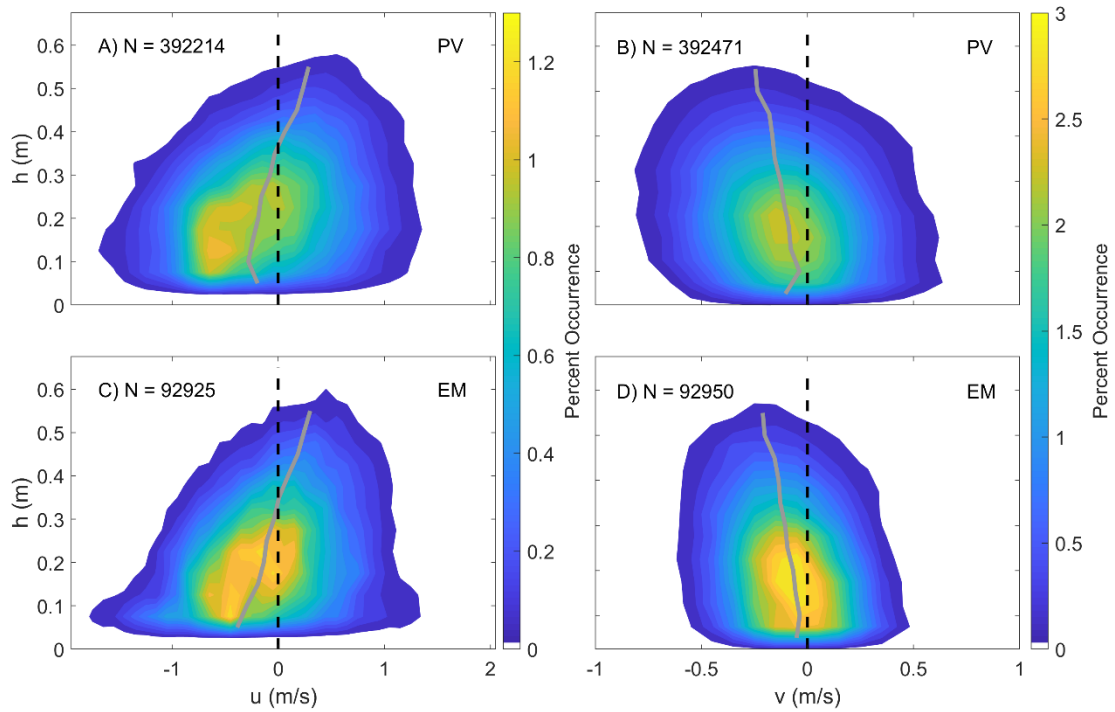 A) N = 392214 PV
B) N = 392471 PV
h (m)
0.6
0.5
0.4
0.3
0.2
0.1
0
C) N = 92925 EM
D) N = 92950 EM
h (m)
0.6
0.5
0.4
0.3
0.2
0.1
0
-1 0 1 2
u (m/s)
-1 -0.5 0 0.5 1
v (m/s)
1.2
1
0.8
0.6
0.4
0.2
Percent Occurrence
3
2.5
2
1.5
1
0.5
0
Percent Occurrence